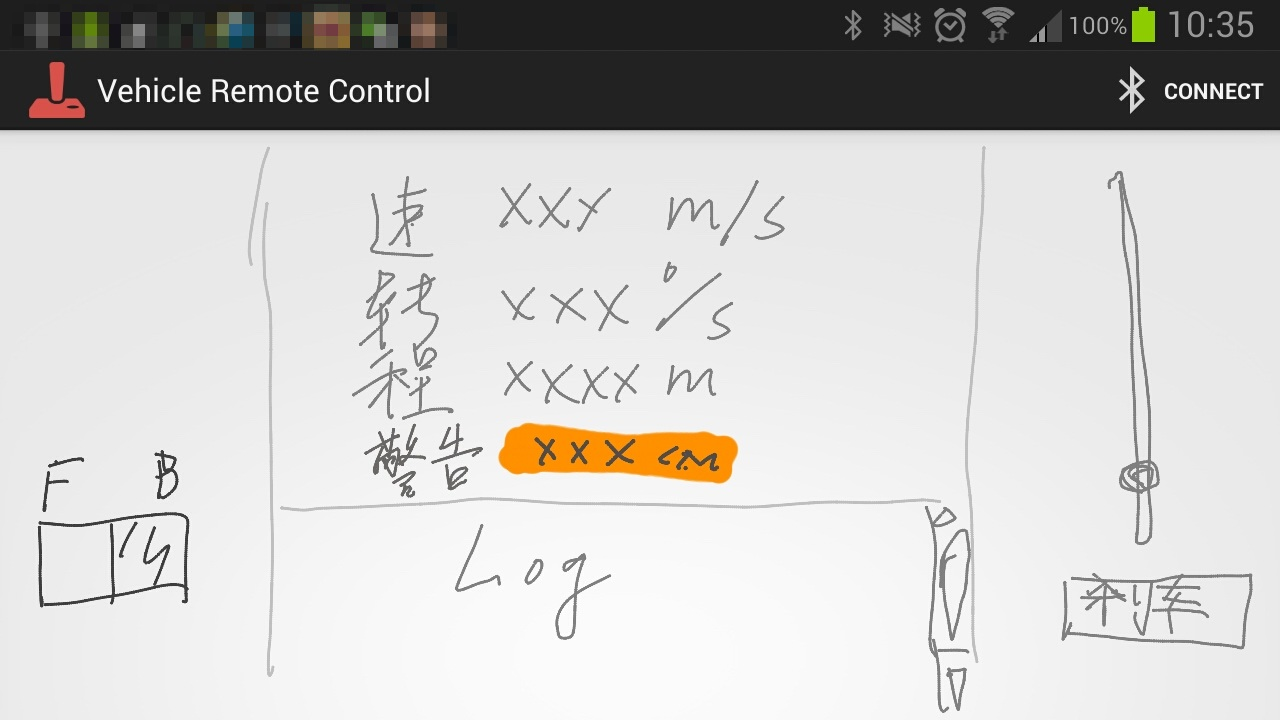 100% 10:35
Vehicle Remote Control CONNECT
速 XXX m/s
转 XXX °/s
程 XXXX m
警告 XXX cm
F B
Log
刹车